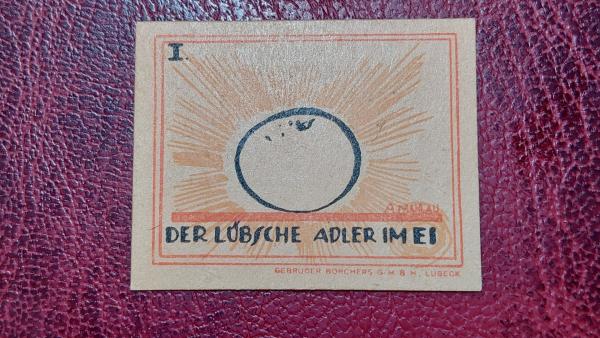 I.
DER LÜBSCHE ADLER IM EI
GEBRÜDER BORCHERS G.M.B.H. LÜBECK